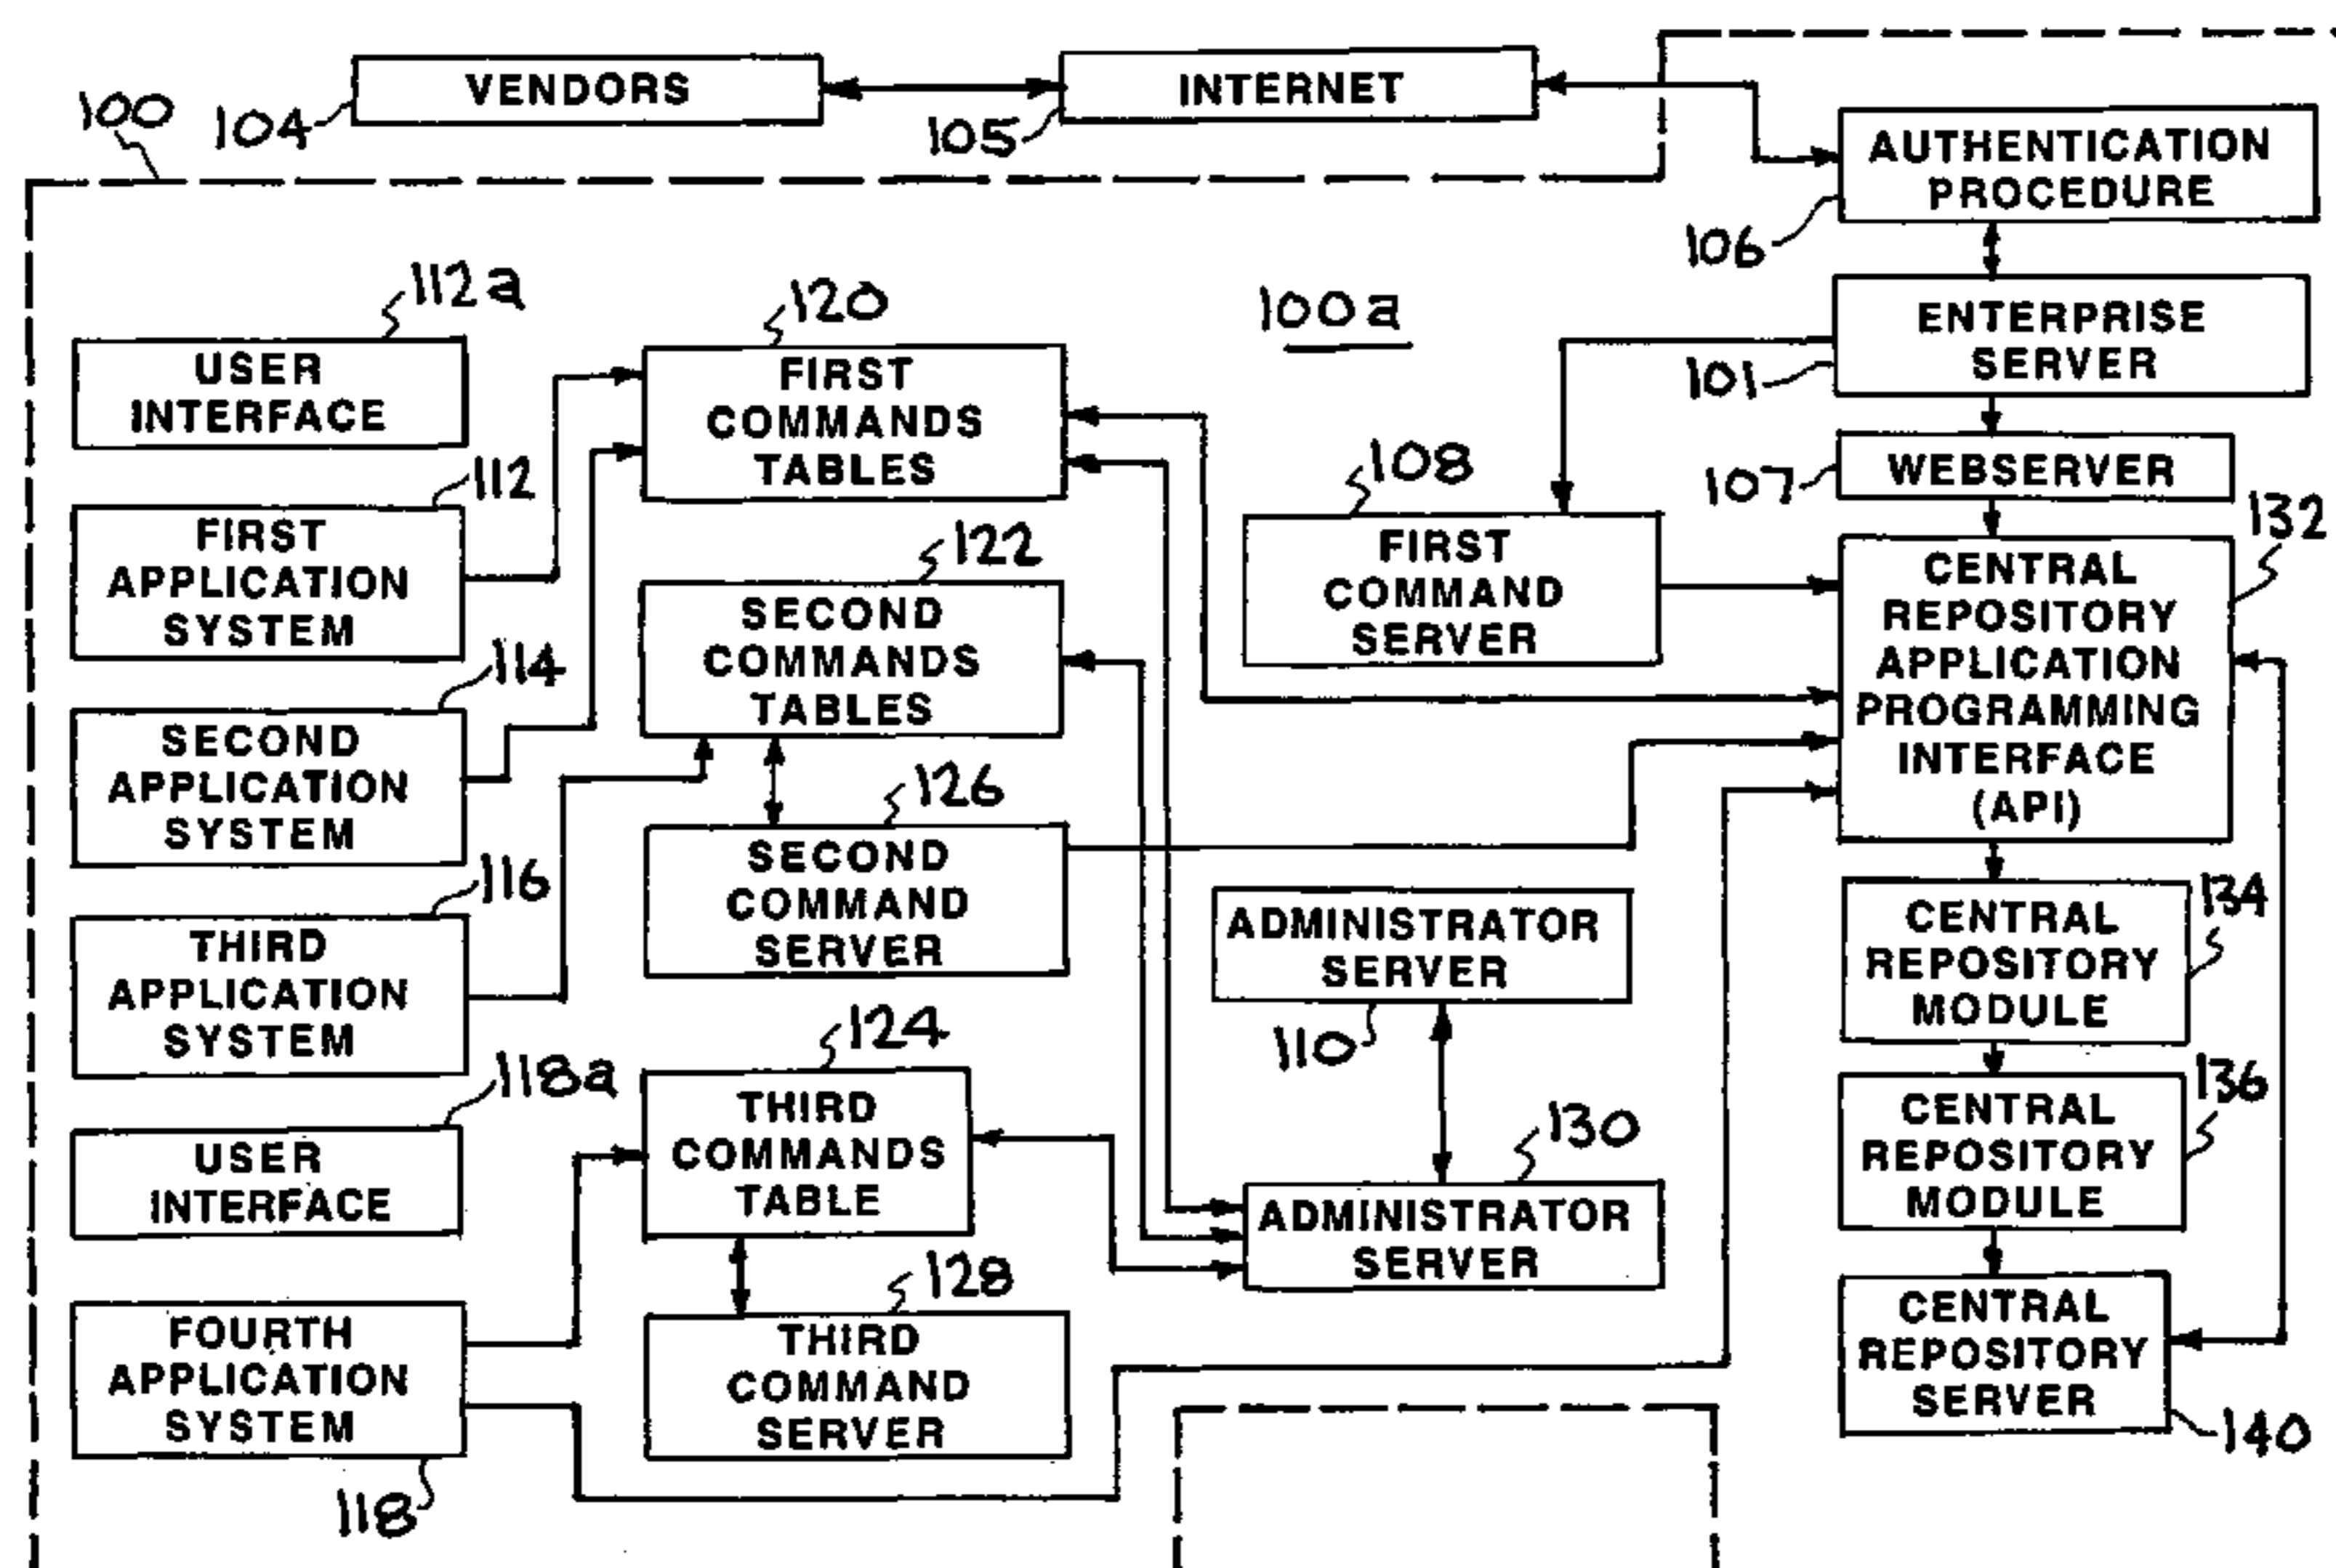 VENDORS
INTERNET
100
104
105
AUTHENTICATION
PROCEDURE
106
112a
120
100a
USER
INTERFACE
FIRST
COMMANDS
TABLES
ENTERPRISE
SERVER
101
108
WEBSERVER
107
112
FIRST
APPLICATION
SYSTEM
122
SECOND
COMMANDS
TABLES
FIRST
COMMAND
SERVER
132
CENTRAL
REPOSITORY
APPLICATION
PROGRAMMING
INTERFACE
(API)
114
SECOND
APPLICATION
SYSTEM
126
SECOND
COMMAND
SERVER
116
THIRD
APPLICATION
SYSTEM
ADMINISTRATOR
SERVER
110
134
CENTRAL
REPOSITORY
MODULE
118a
124
THIRD
COMMANDS
TABLE
USER
INTERFACE
130
ADMINISTRATOR
SERVER
136
CENTRAL
REPOSITORY
MODULE
128
THIRD
COMMAND
SERVER
FOURTH
APPLICATION
SYSTEM
118
CENTRAL
REPOSITORY
SERVER
140